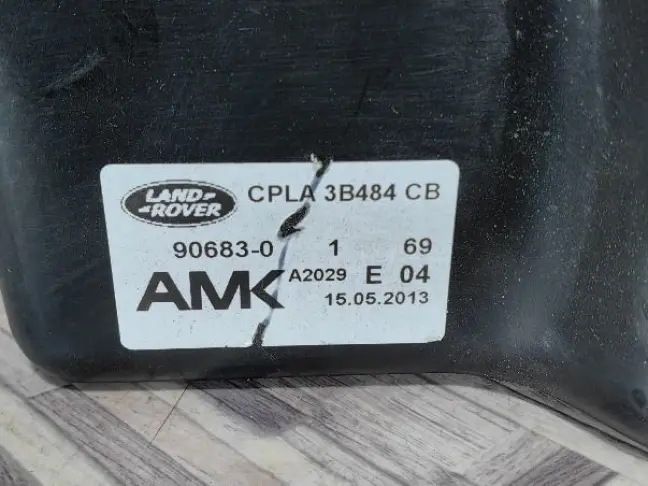 LAND-
-ROVER
CPLA 3B484 CB
90683-0 1 69
AMK A2029 E 04
15.05.2013